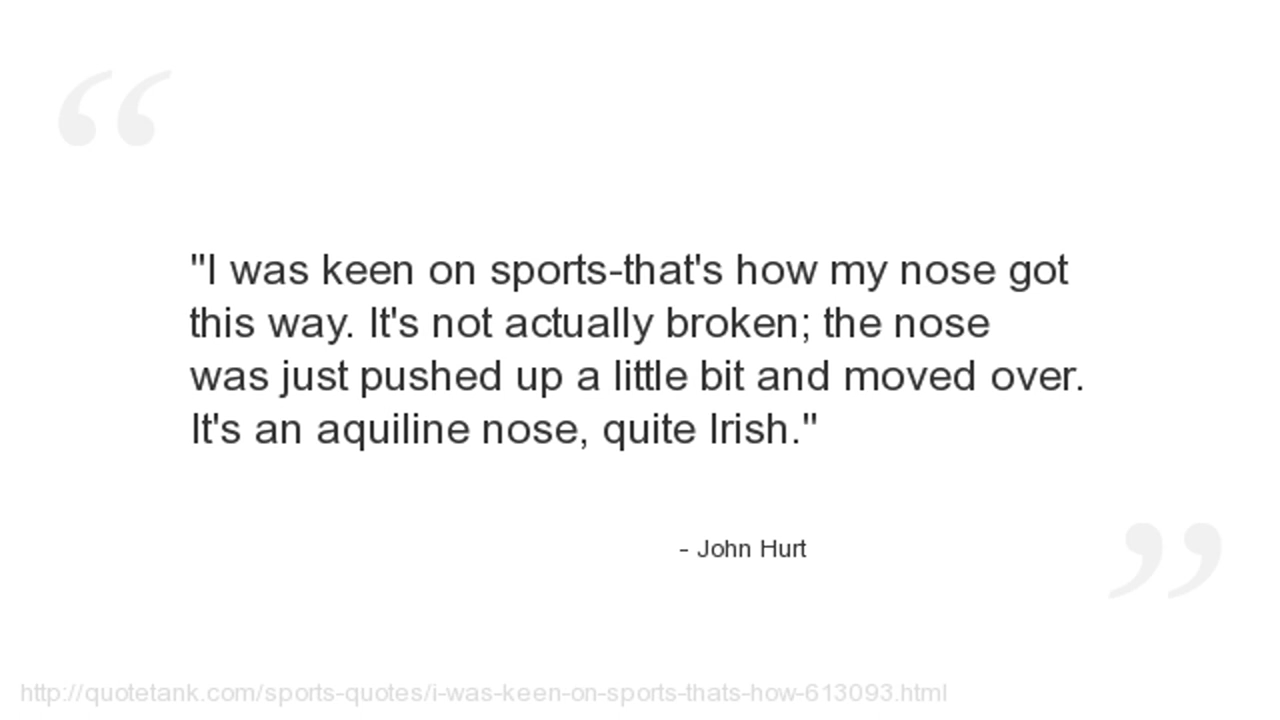 "I was keen on sports-that's how my nose got
this way. It's not actually broken; the nose
was just pushed up a little bit and moved over.
It's an aquiline nose, quite Irish."
- John Hurt
http://quotetank.com/sports-quotes/i-was-keen-on-sports-thats-how-613093.html